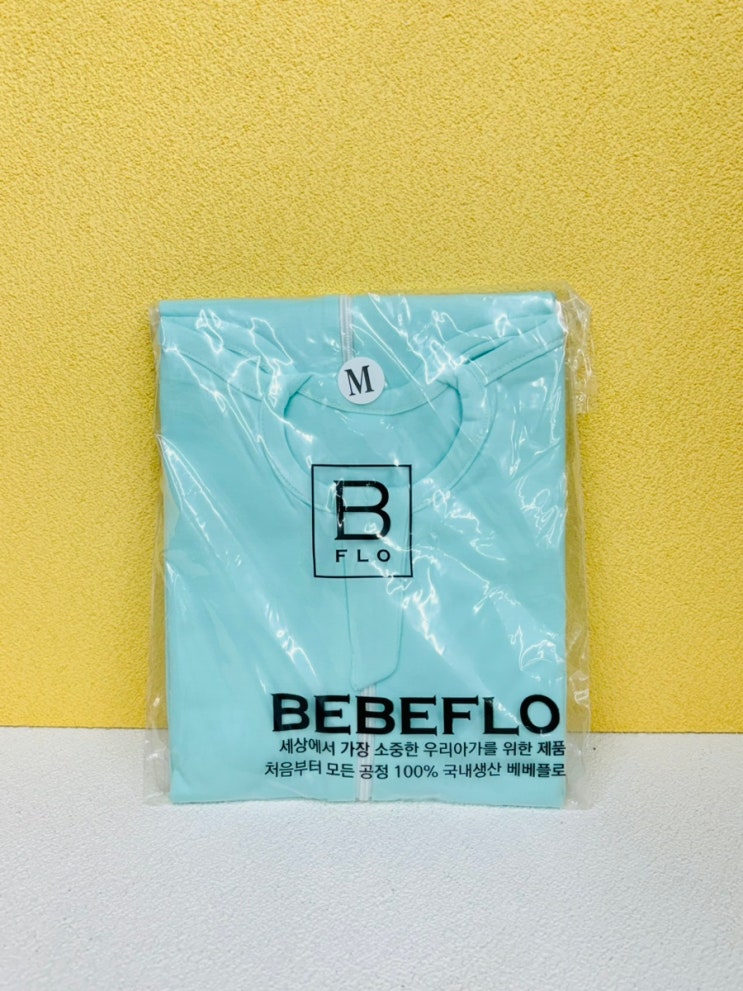 M
B
FLO
BEBEFLO
세상에서 가장 소중한 우리아가를 위한 제품
처음부터 모든 공정 100% 국내생산 베베플로